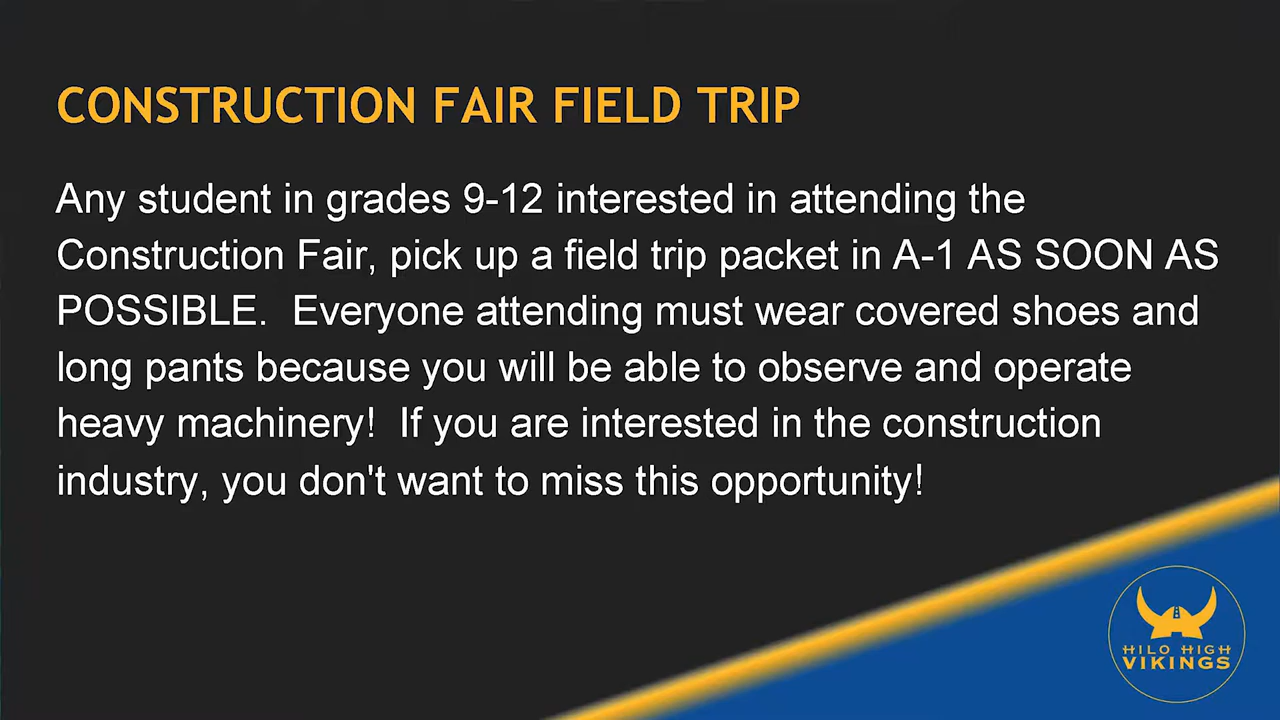 CONSTRUCTION FAIR FIELD TRIP
Any student in grades 9-12 interested in attending the
Construction Fair, pick up a field trip packet in A-1 AS SOON AS
POSSIBLE.  Everyone attending must wear covered shoes and
long pants because you will be able to observe and operate
heavy machinery!  If you are interested in the construction
industry, you don't want to miss this opportunity!
HILO HIGH
VIKINGS